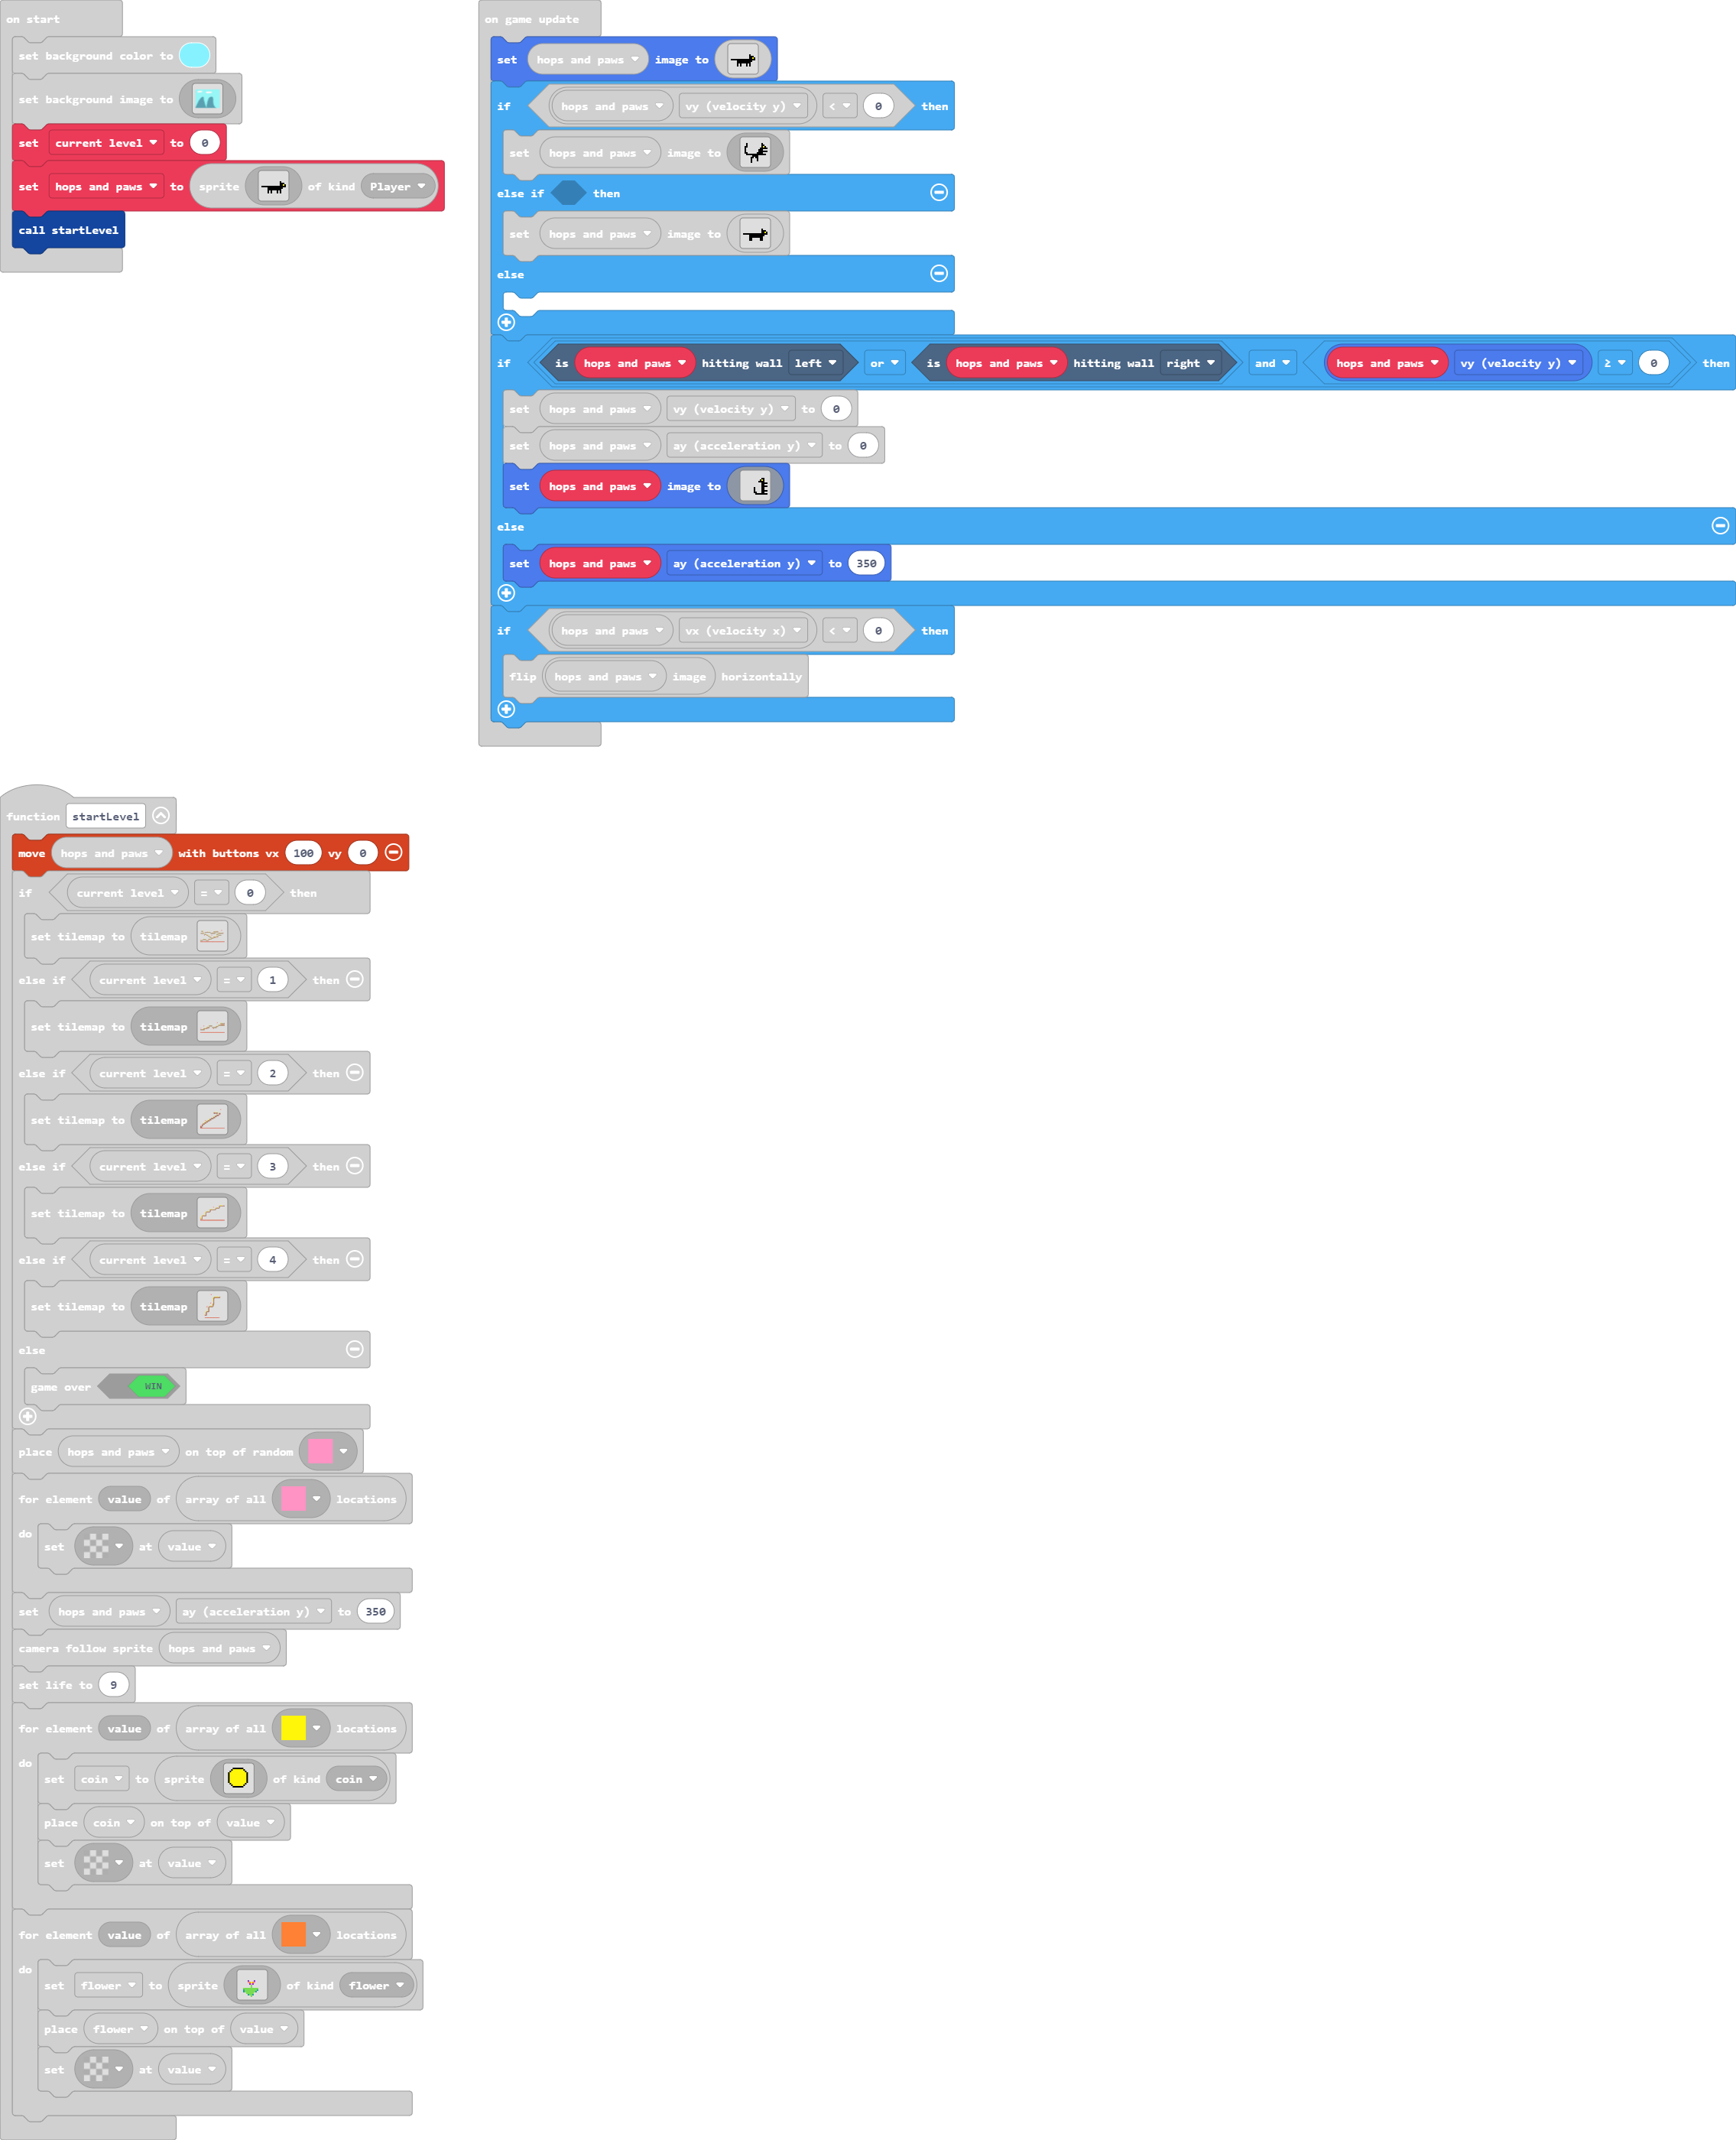 on start
set background color to
set background image to
set current level to 0
set hops and paws to sprite of kind Player
call startLevel
on game update
set hops and paws image to
if hops and paws vy (velocity y) < 0 then
set hops and paws image to
else if then
set hops and paws image to
else
if is hops and paws hitting wall left or is hops and paws hitting wall right and hops and paws vy (velocity y) ≥ 0 then
set hops and paws vy (velocity y) to 0
set hops and paws ay (acceleration y) to 0
set hops and paws image to
else
set hops and paws ay (acceleration y) to 350
if hops and paws vx (velocity x) < 0 then
flip hops and paws image horizontally
function startLevel
move hops and paws with buttons vx 100 vy 0
if current level = 0 then
set tilemap to tilemap
else if current level = 1 then
set tilemap to tilemap
else if current level = 2 then
set tilemap to tilemap
else if current level = 3 then
set tilemap to tilemap
else if current level = 4 then
set tilemap to tilemap
else
game over WIN
place hops and paws on top of random
for element value of array of all locations
do
set at value
set hops and paws ay (acceleration y) to 350
camera follow sprite hops and paws
set life to 9
for element value of array of all locations
do
set coin to sprite of kind coin
place coin on top of value
set at value
for element value of array of all locations
do
set flower to sprite of kind flower
place flower on top of value
set at value